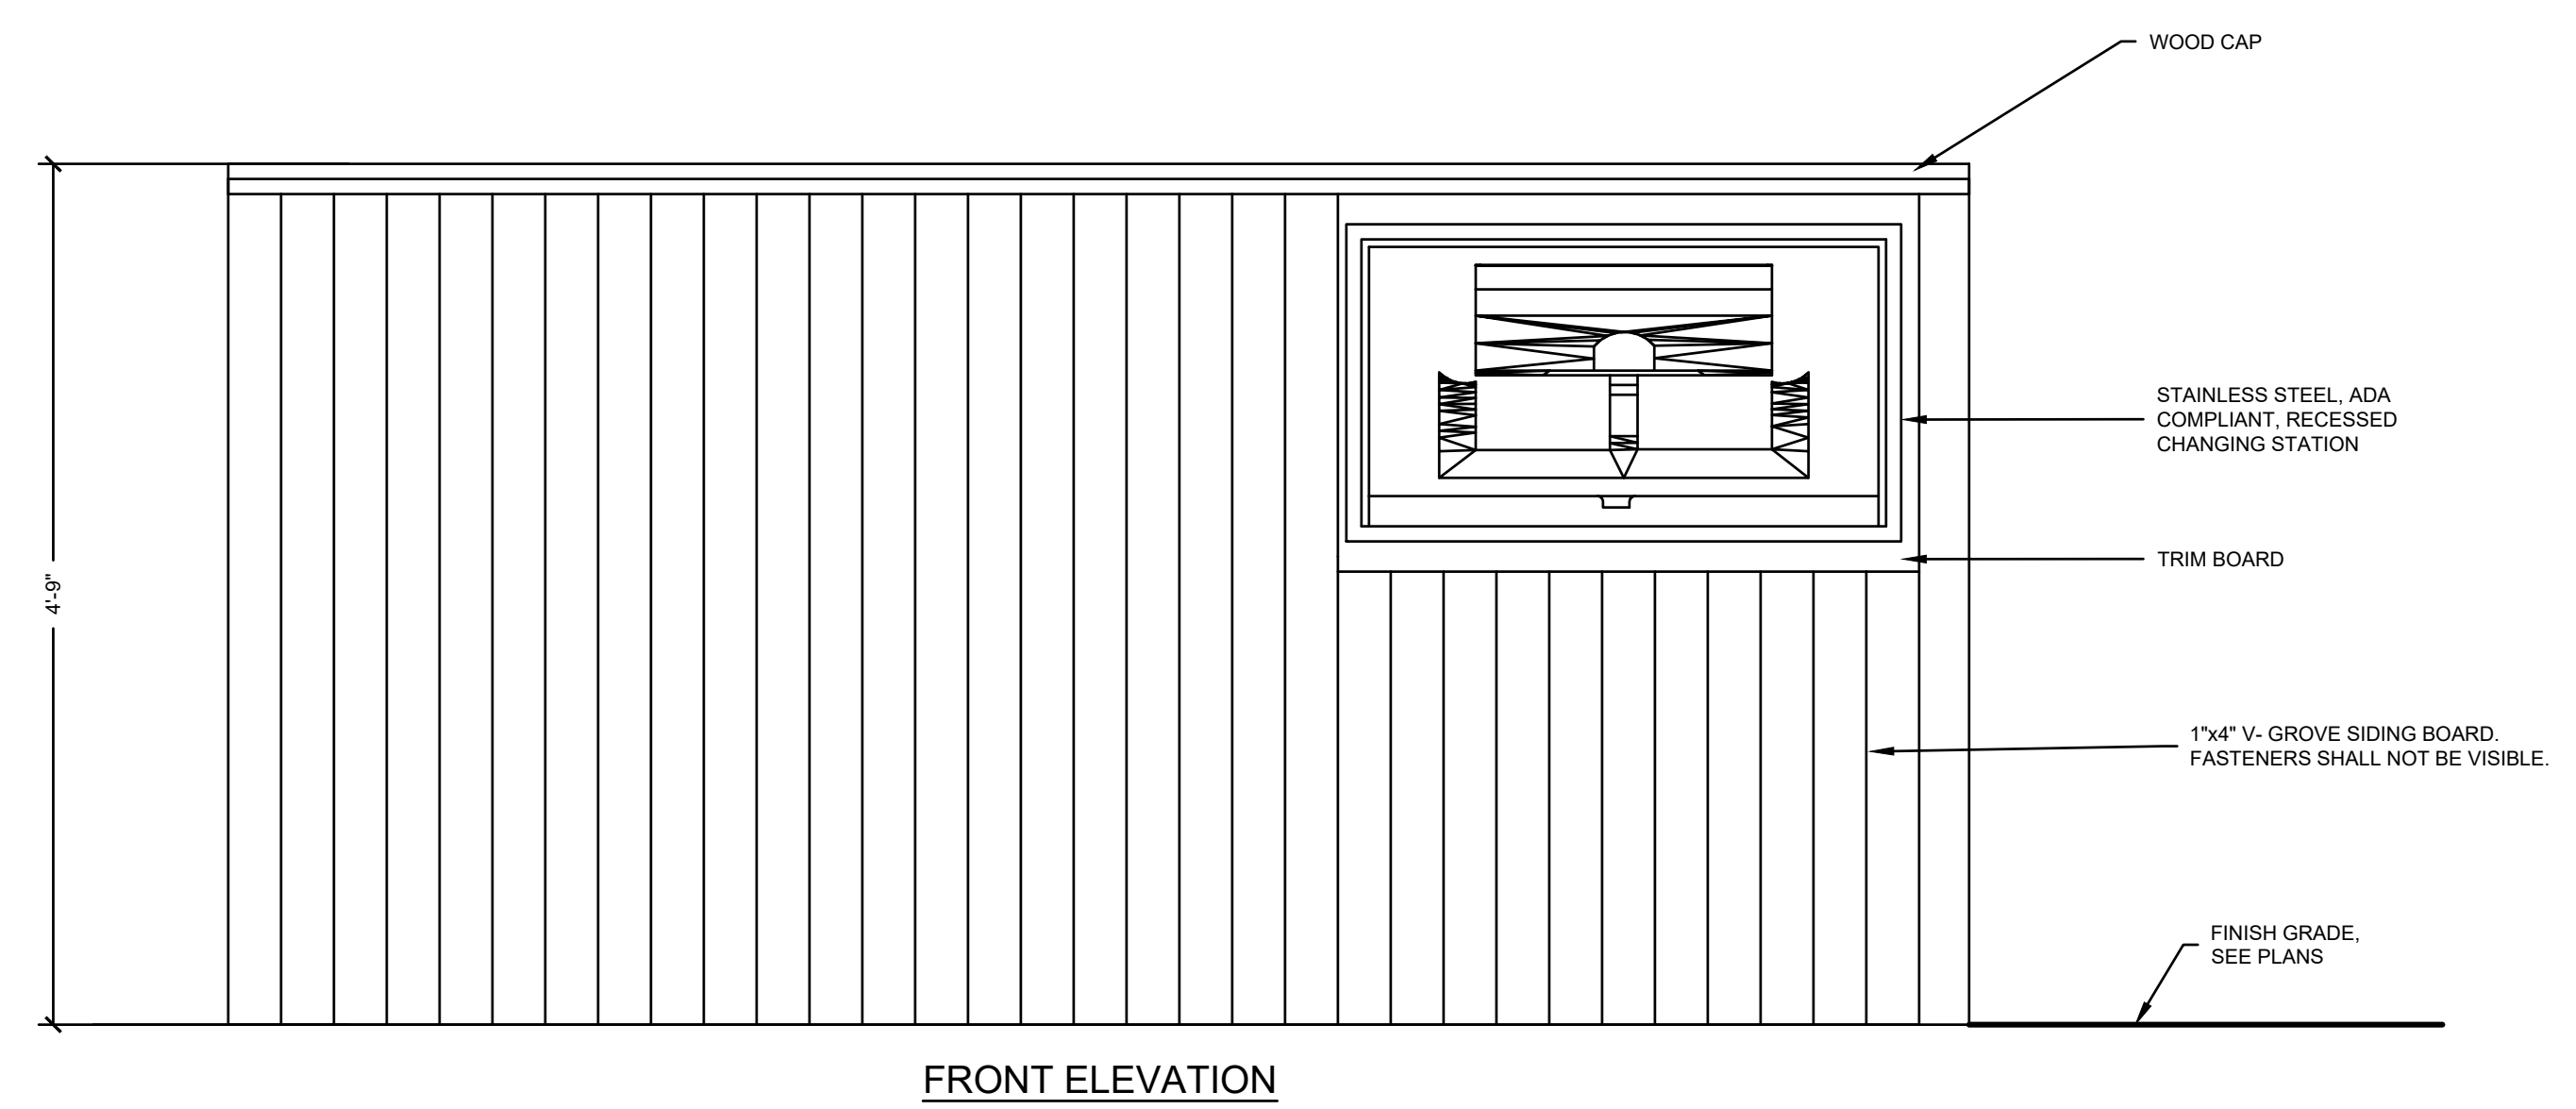 WOOD CAP
STAINLESS STEEL, ADA
COMPLIANT, RECESSED
CHANGING STATION
TRIM BOARD
4'-9"
1"x4" V- GROVE SIDING BOARD.
FASTENERS SHALL NOT BE VISIBLE.
FINISH GRADE,
SEE PLANS
FRONT ELEVATION